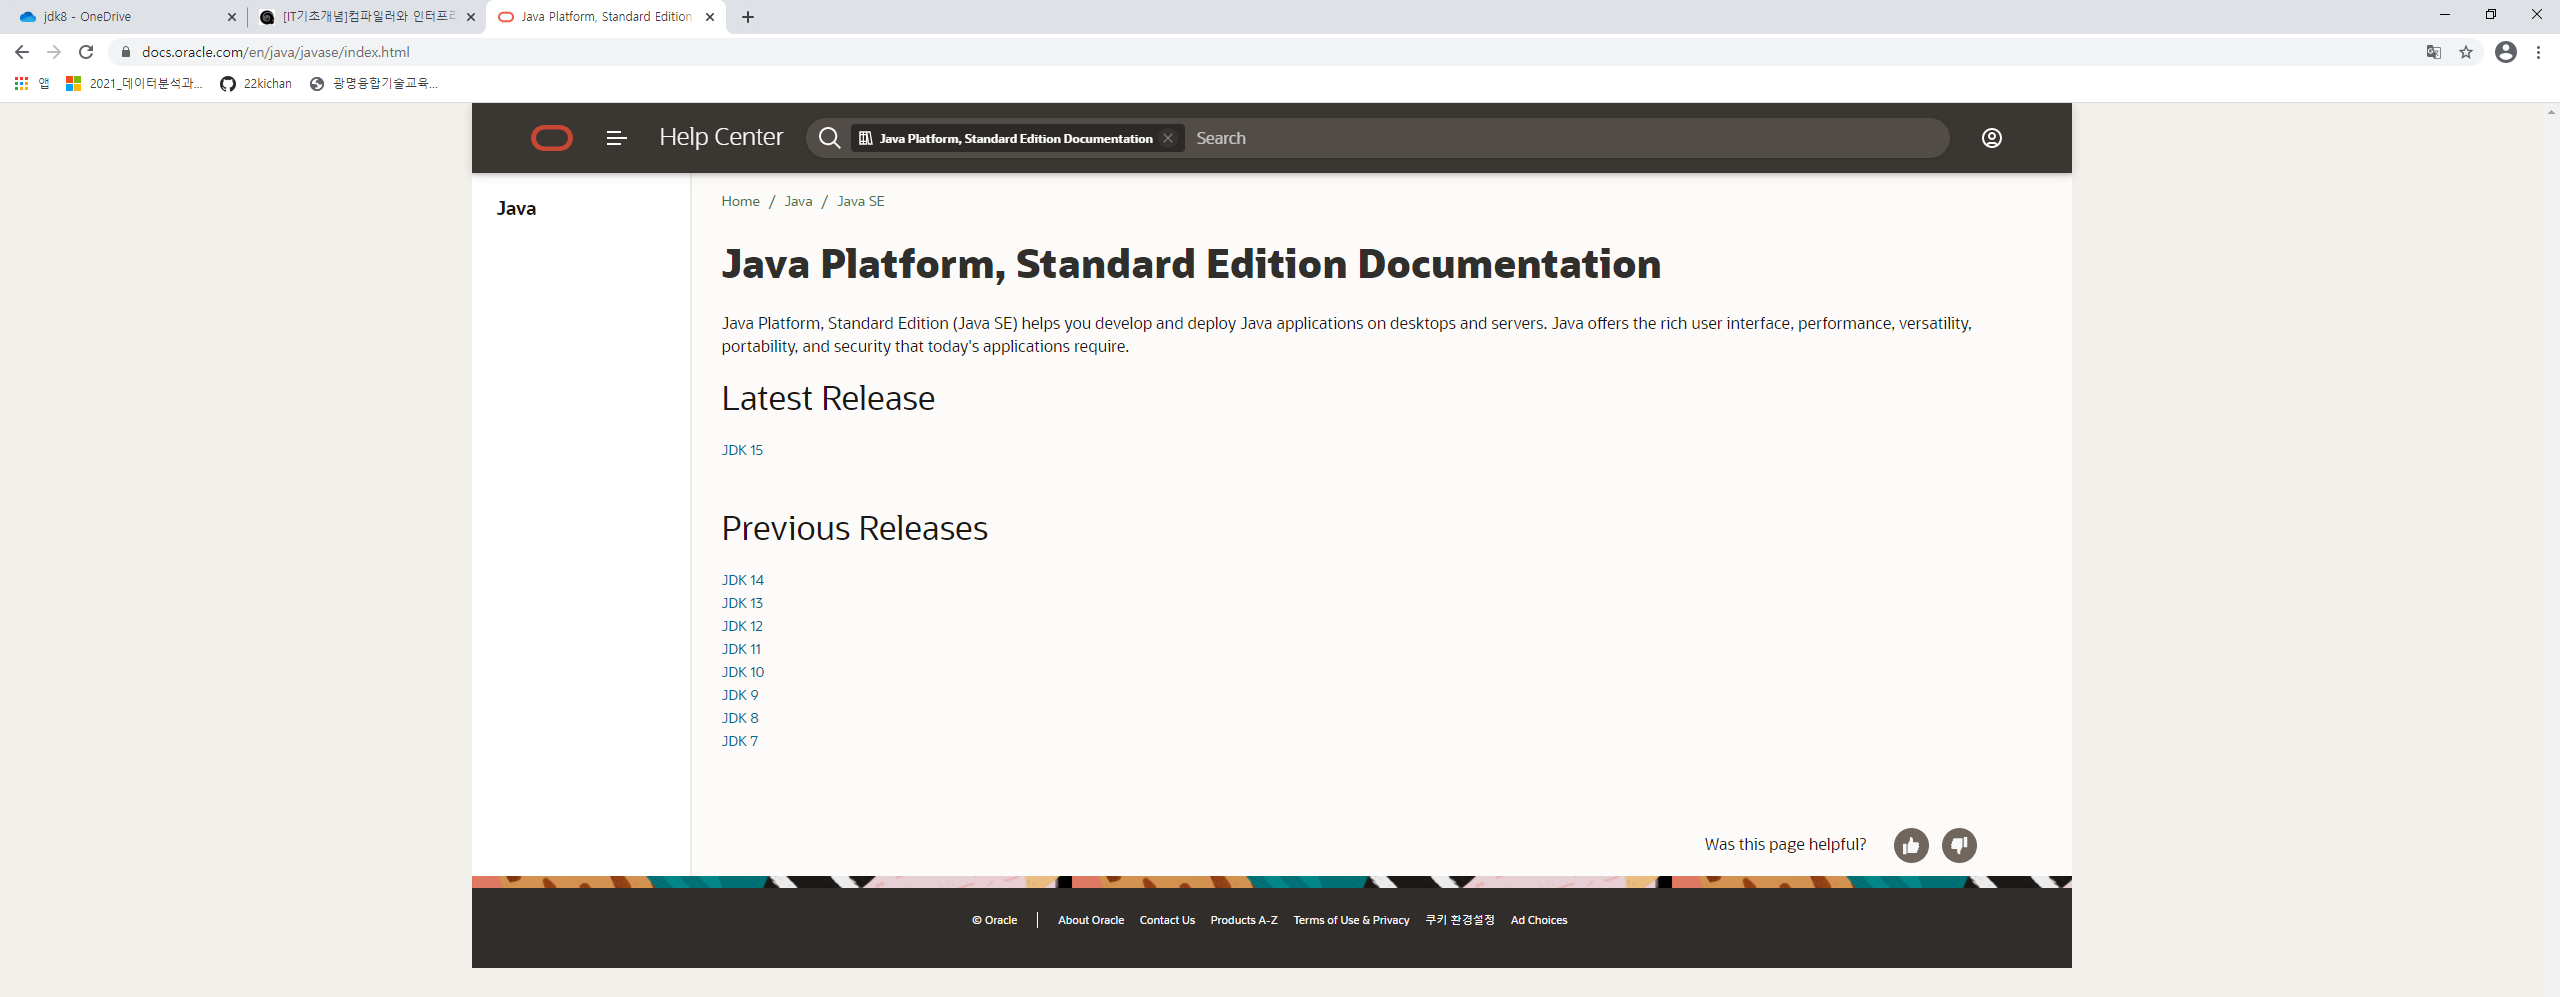 jdk8 - OneDrive
[IT기초개념]컴파일러와 인터프리
Java Platform, Standard Edition
docs.oracle.com/en/java/javase/index.html
앱
2021_데이터분석과...
22kichan
광명융합기술교육...
Help Center
Java Platform, Standard Edition Documentation
Search
Java
Home / Java / Java SE
Java Platform, Standard Edition Documentation
Java Platform, Standard Edition (Java SE) helps you develop and deploy Java applications on desktops and servers. Java offers the rich user interface, performance, versatility,
portability, and security that today's applications require.
Latest Release
JDK 15
Previous Releases
JDK 14
JDK 13
JDK 12
JDK 11
JDK 10
JDK 9
JDK 8
JDK 7
Was this page helpful?
© Oracle | About Oracle Contact Us Products A-Z Terms of Use & Privacy 쿠키 환경설정 Ad Choices